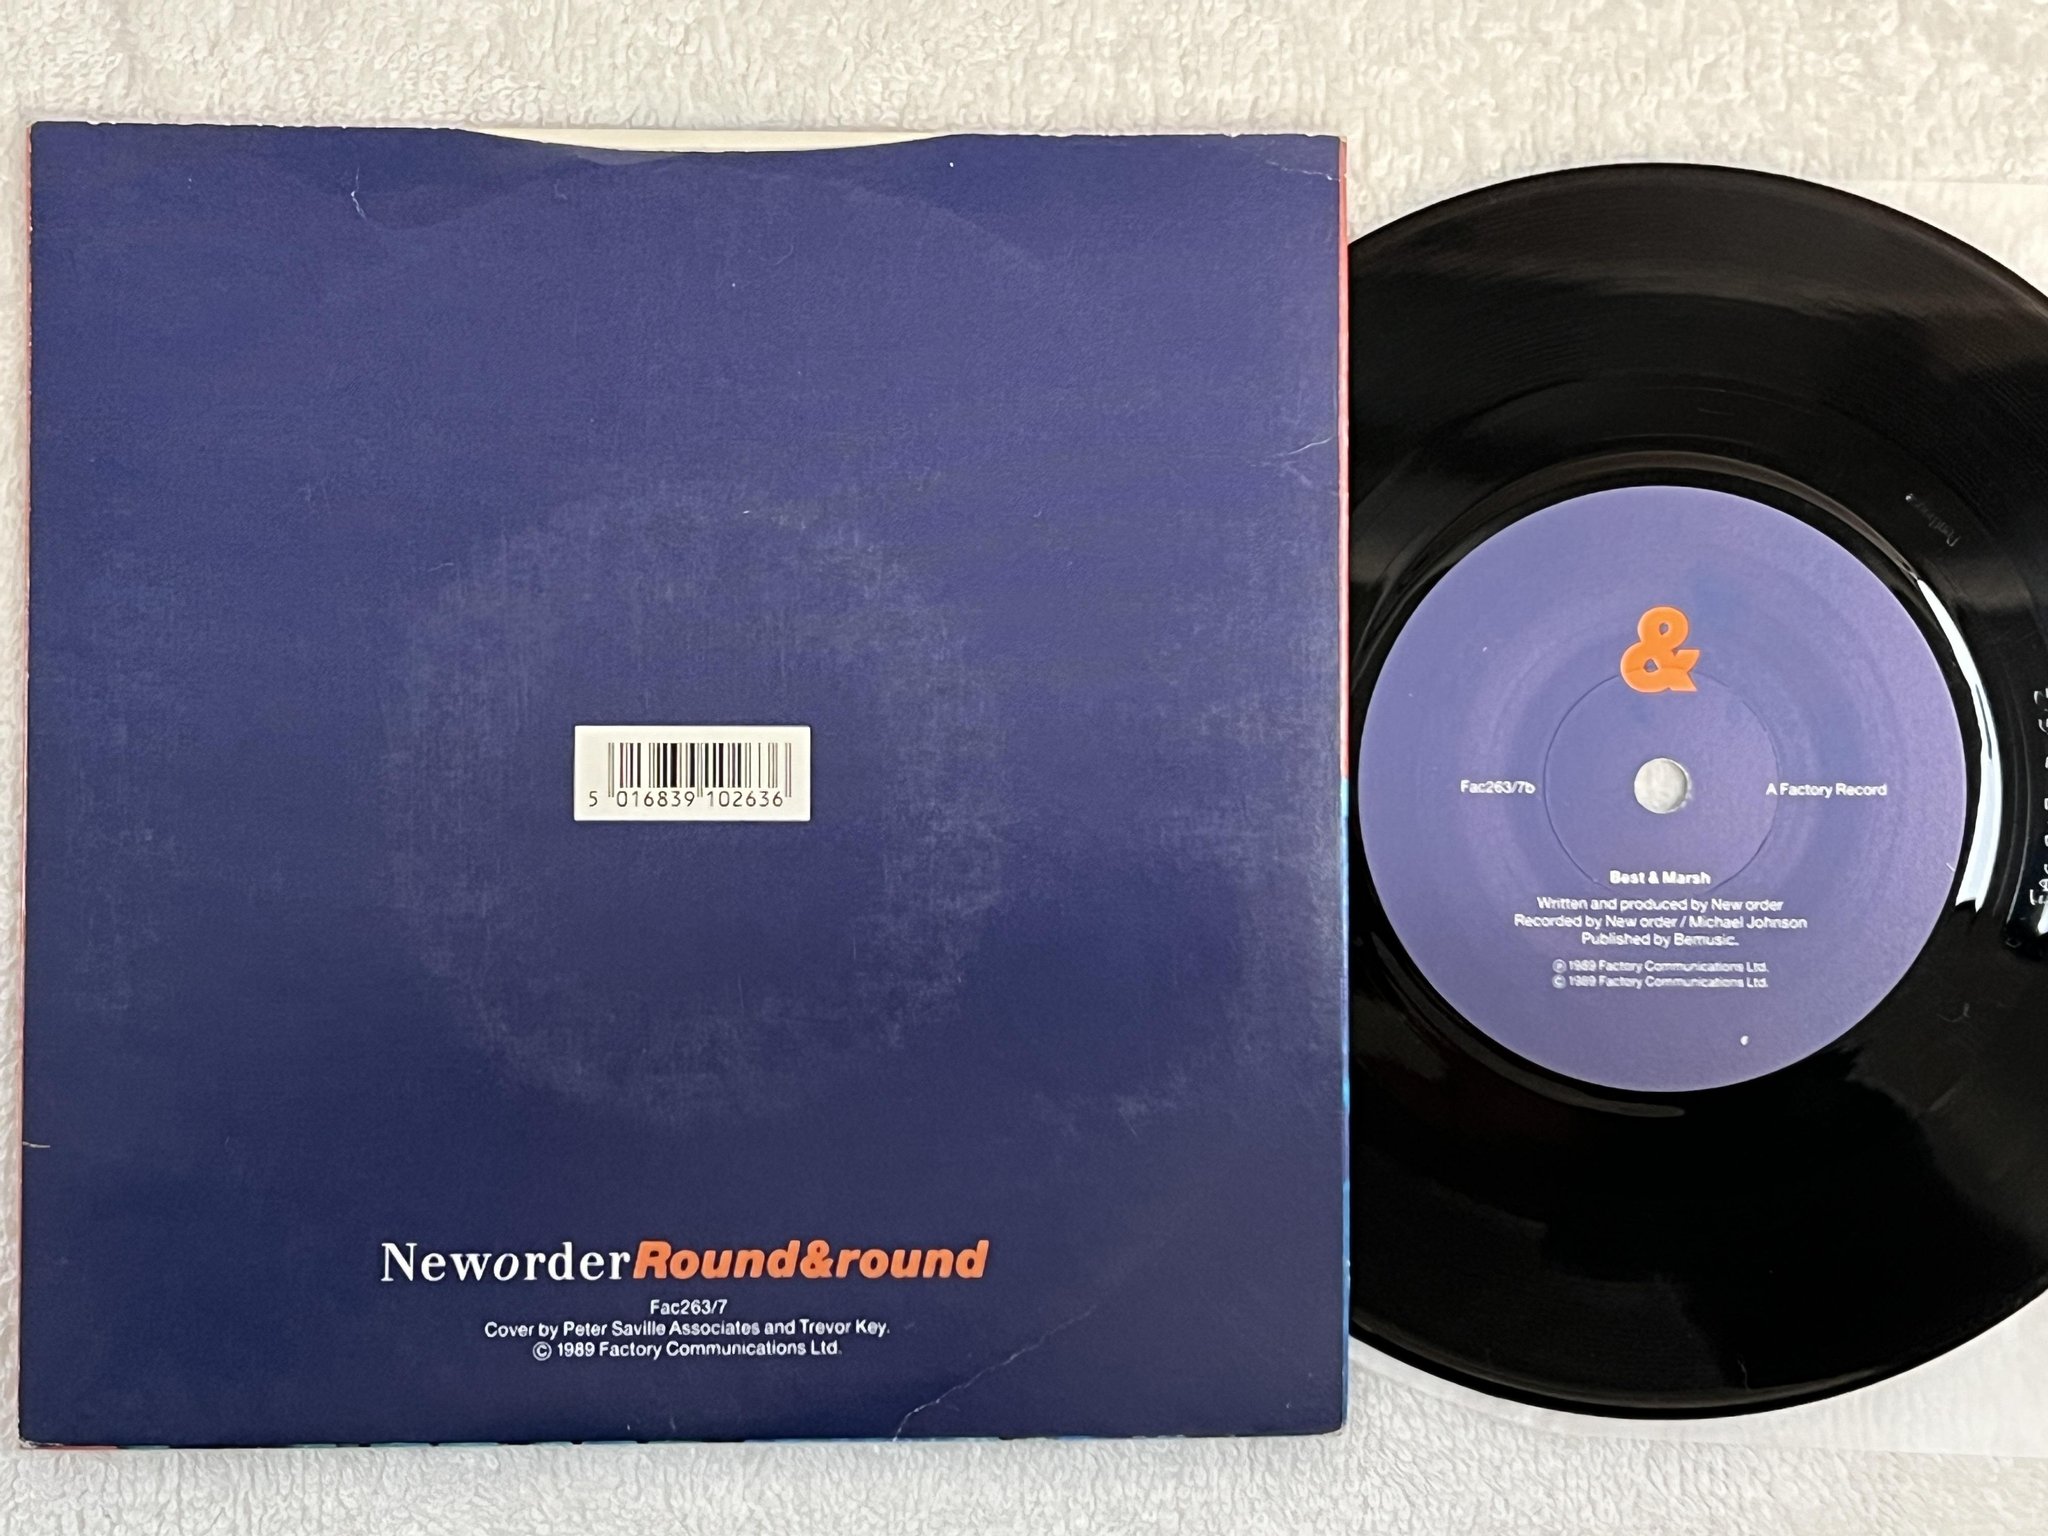 5 016839 102636
NeworderRound&round
Fac263/7
Cover by Peter Saville Associates and Trevor Key.
© 1989 Factory Communications Ltd.
&
Fac263/7b
A Factory Record
Best & Marsh
Written and produced by New order
Recorded by New order / Michael Johnson
Published by Bemusic.
℗ 1989 Factory Communications Ltd.
© 1989 Factory Communications Ltd.